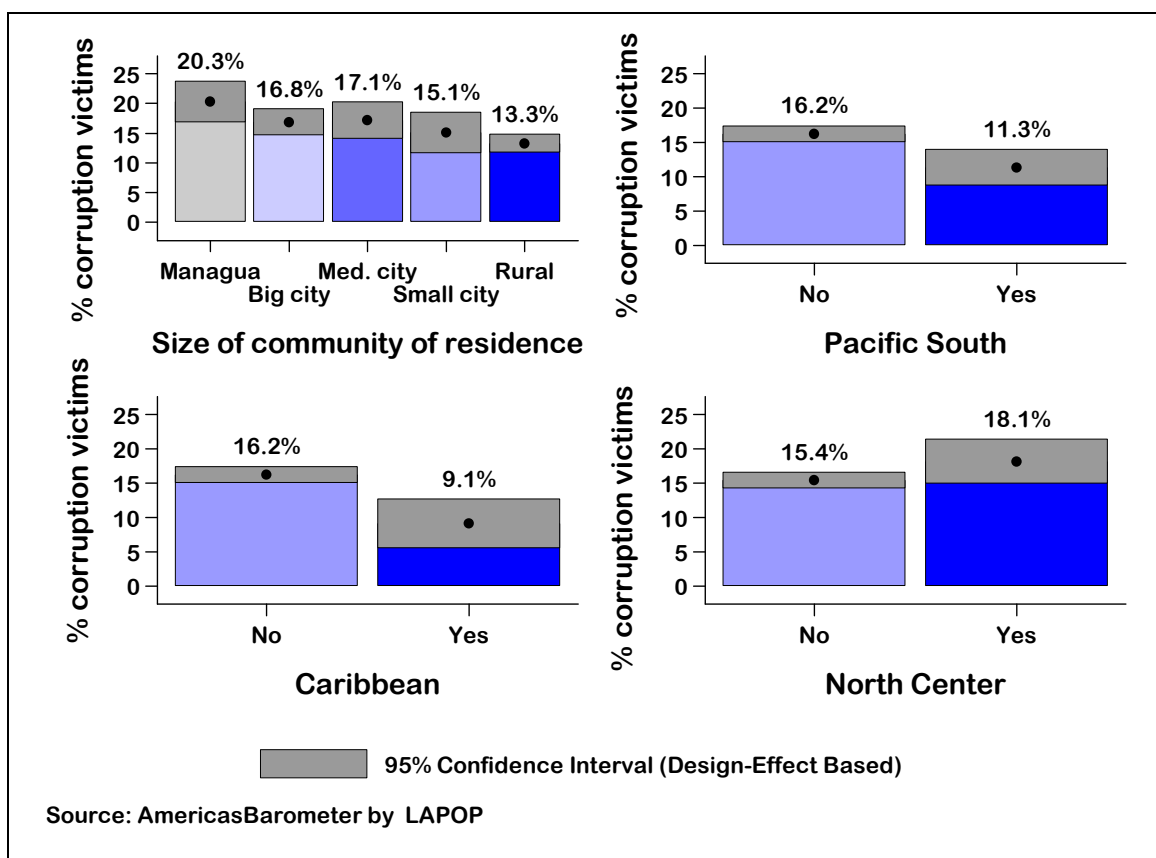 % corruption victims
25
20
15
10
5
0
20.3%
16.8%
17.1%
15.1%
13.3%
Managua
Big city
Med. city
Small city
Rural
Size of community of residence
% corruption victims
25
20
15
10
5
0
16.2%
11.3%
No
Yes
Pacific South
% corruption victims
25
20
15
10
5
0
16.2%
9.1%
No
Yes
Caribbean
% corruption victims
25
20
15
10
5
0
15.4%
18.1%
No
Yes
North Center
95% Confidence Interval (Design-Effect Based)
Source: AmericasBarometer by LAPOP